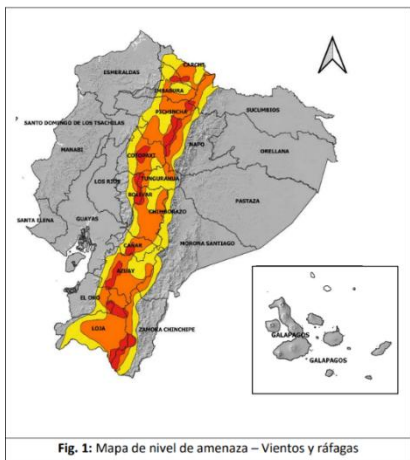 ESMERALDAS
CARCHI
IMBABURA
PICHINCHA
SUCUMBIOS
SANTO DOMINGO DE LOS TSACHILAS
NAPO
ORELLANA
MANABI
COTOPAXI
TUNGURAHUA
LOS RIOS
BOLIVAR
PASTAZA
SANTA ELENA
GUAYAS
CHIMBORAZO
CAÑAR
MORONA SANTIAGO
AZUAY
EL ORO
LOJA
ZAMORA CHINCHIPE
GALAPAGOS
GALAPAGOS
Fig. 1: Mapa de nivel de amenaza – Vientos y ráfagas